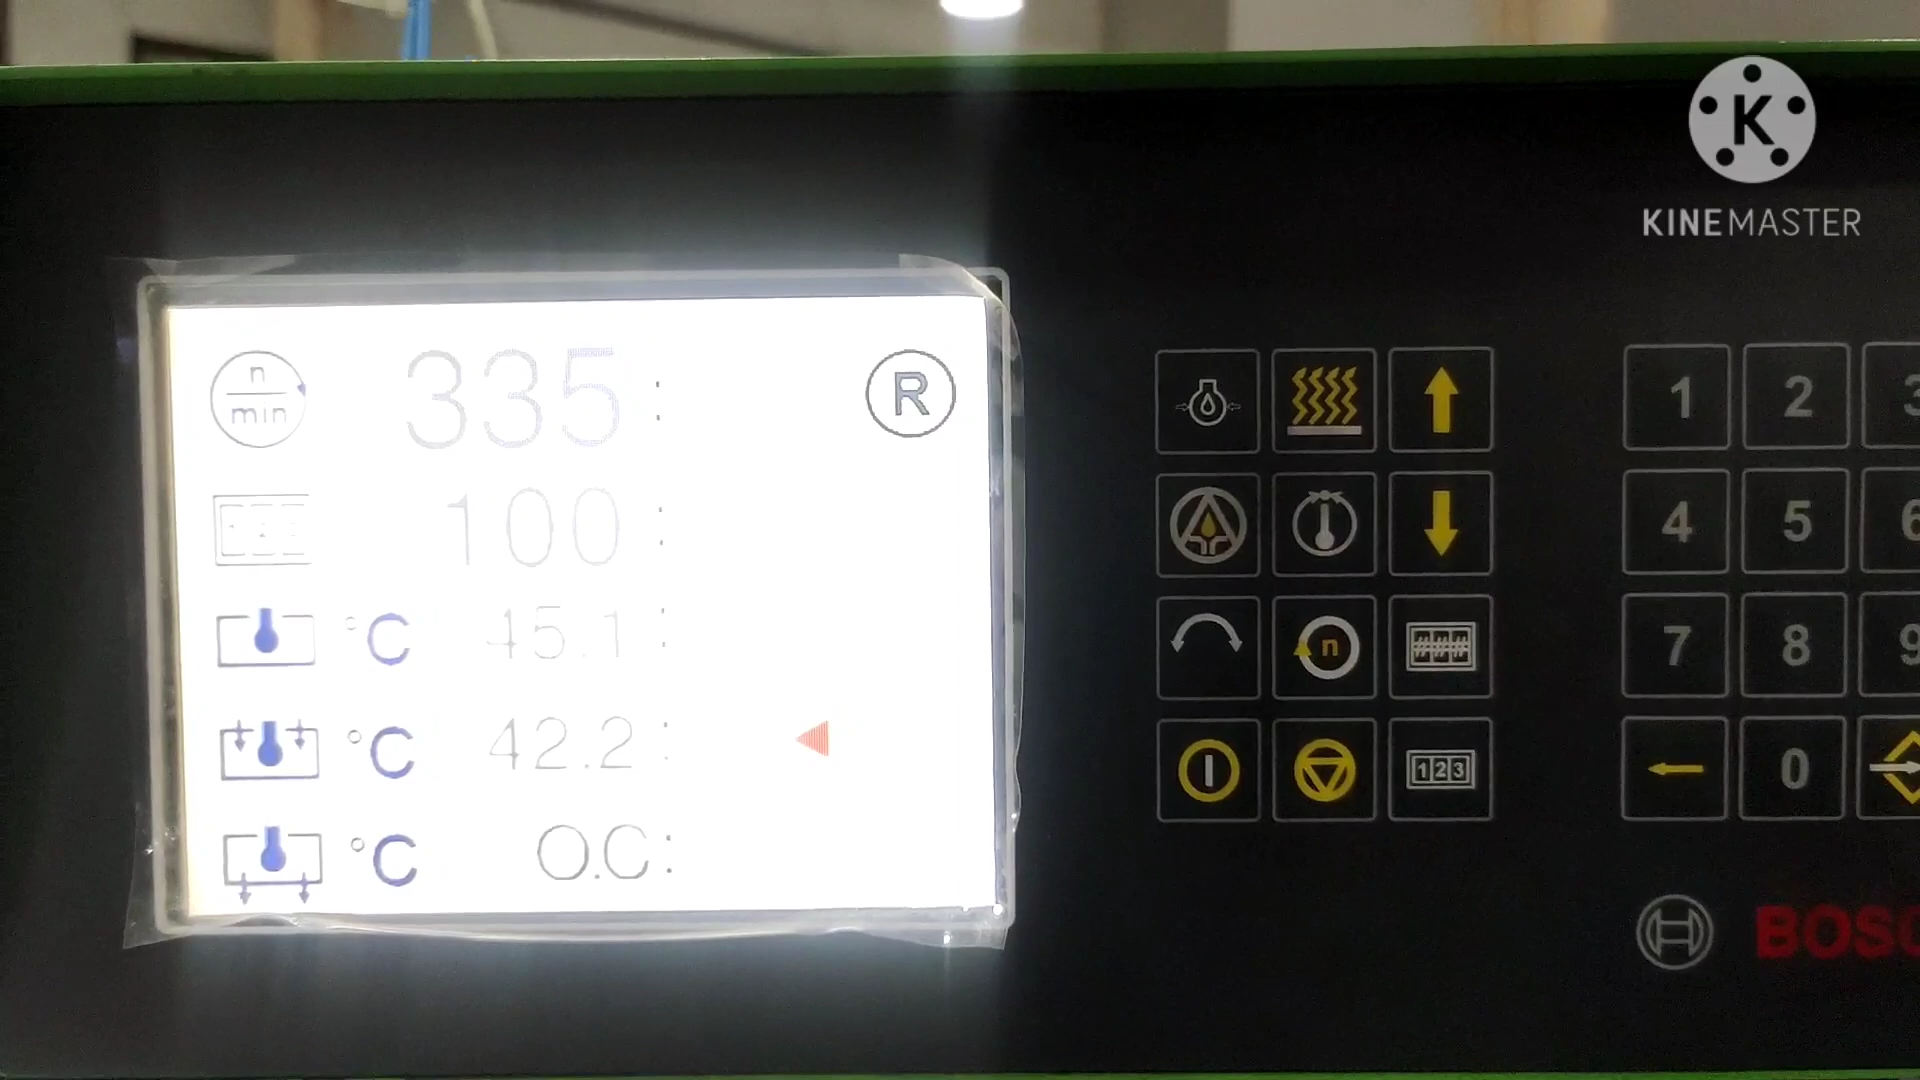 KINEMASTER
n
min
335 :
R
100 :
°C 45.1 :
°C 42.2 :
°C O.C :
n
123
1 2 3
4 5 6
7 8 9
0
BOSC